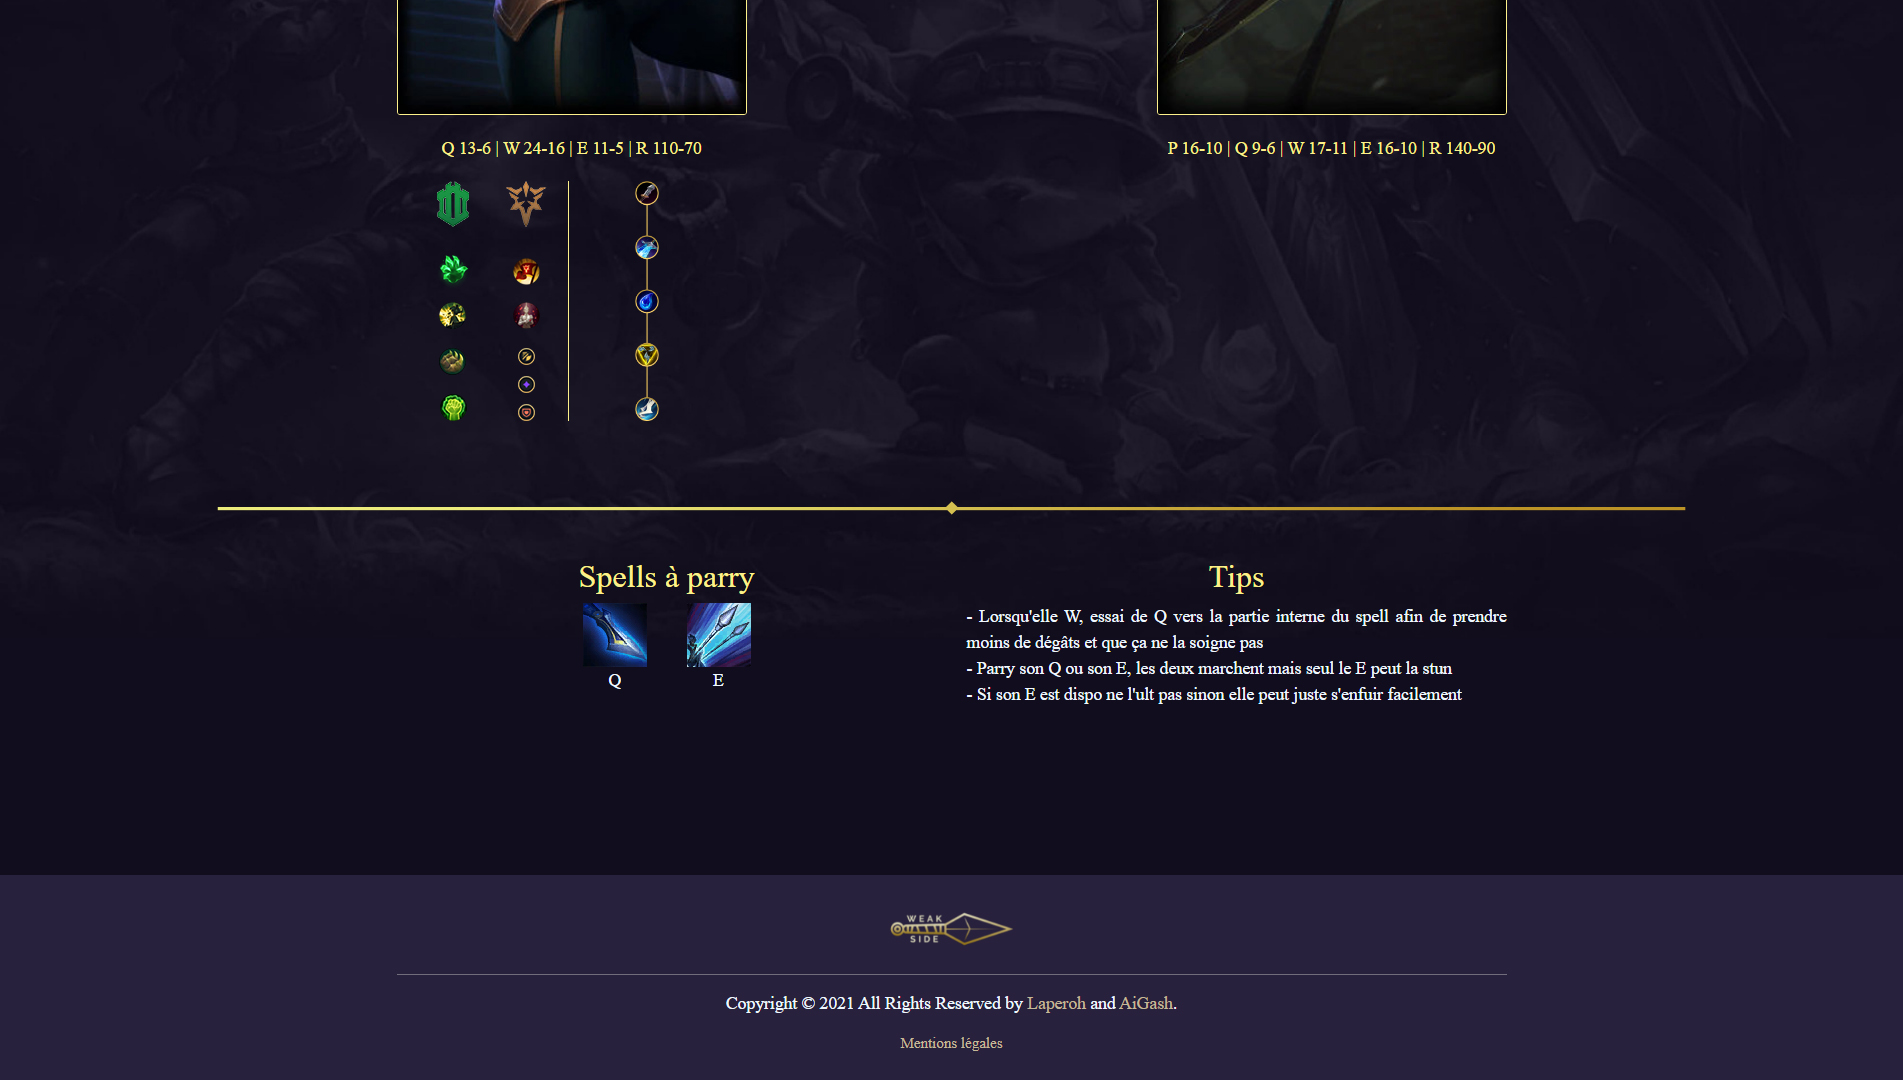 Q 13-6 | W 24-16 | E 11-5 | R 110-70
P 16-10 | Q 9-6 | W 17-11 | E 16-10 | R 140-90
Spells à parry
Q
E
Tips
- Lorsqu'elle W, essai de Q vers la partie interne du spell afin de prendre
moins de dégâts et que ça ne la soigne pas
- Parry son Q ou son E, les deux marchent mais seul le E peut la stun
- Si son E est dispo ne l'ult pas sinon elle peut juste s'enfuir facilement
WEAK
SIDE
Copyright © 2021 All Rights Reserved by Laperoh and AiGash.
Mentions légales